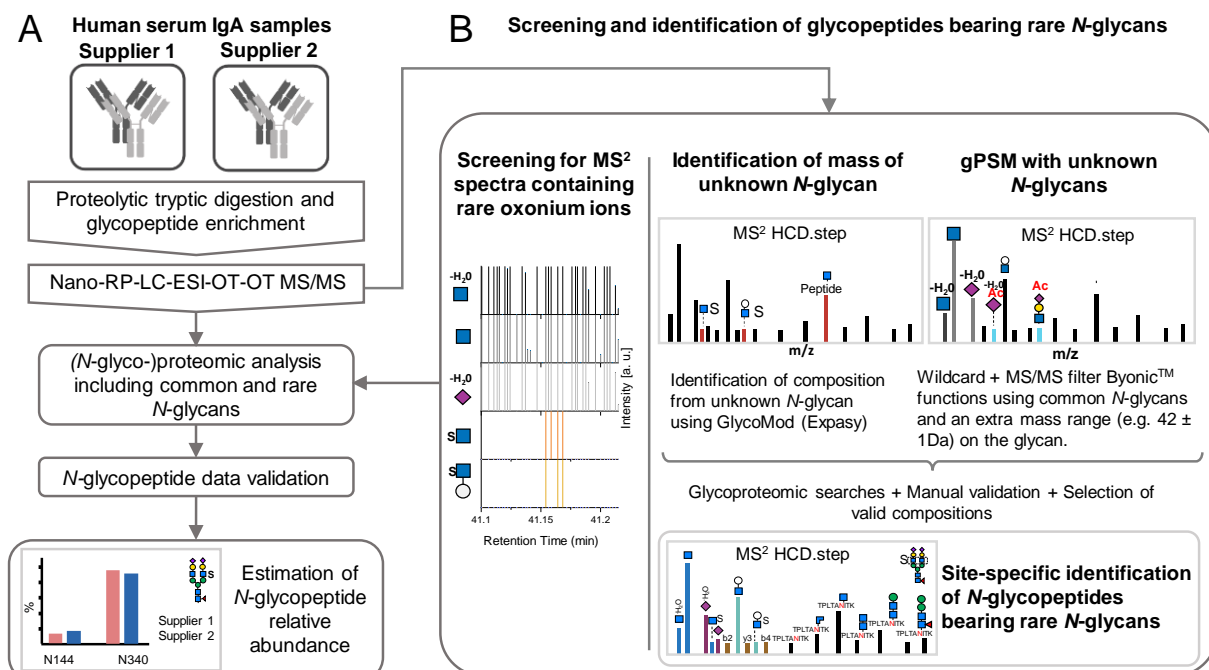 A
Human serum IgA samples
Supplier 1 Supplier 2
Proteolytic tryptic digestion and
glycopeptide enrichment
Nano-RP-LC-ESI-OT-OT MS/MS
(N-glyco-)proteomic analysis
including common and rare
N-glycans
N-glycopeptide data validation
%
N144 N340
S
Supplier 1
Supplier 2
Estimation of
N-glycopeptide
relative
abundance
B
Screening and identification of glycopeptides bearing rare N-glycans
Screening for MS²
spectra containing
rare oxonium ions
-H₂0
-H₂0
S
S
Intensity [a. u.]
41.1 41.15 41.2
Retention Time (min)
Identification of mass of
unknown N-glycan
MS² HCD.step
S
S
Peptide
m/z
Identification of composition
from unknown N-glycan
using GlycoMod (Expasy)
gPSM with unknown
N-glycans
MS² HCD.step
-H₂0
-H₂0
-H₂0
Ac
Ac
m/z
Wildcard + MS/MS filter Byonic™
functions using common N-glycans
and an extra mass range (e.g. 42 ±
1Da) on the glycan.
Glycoproteomic searches + Manual validation + Selection of
valid compositions
MS² HCD.step
H₂O
H₂O
S
S
b2 y3 b4
TPLTANITK
TPLTANITK
TPLTANITK
TPLTANITK
TPLTANITK
Site-specific identification
of N-glycopeptides
bearing rare N-glycans